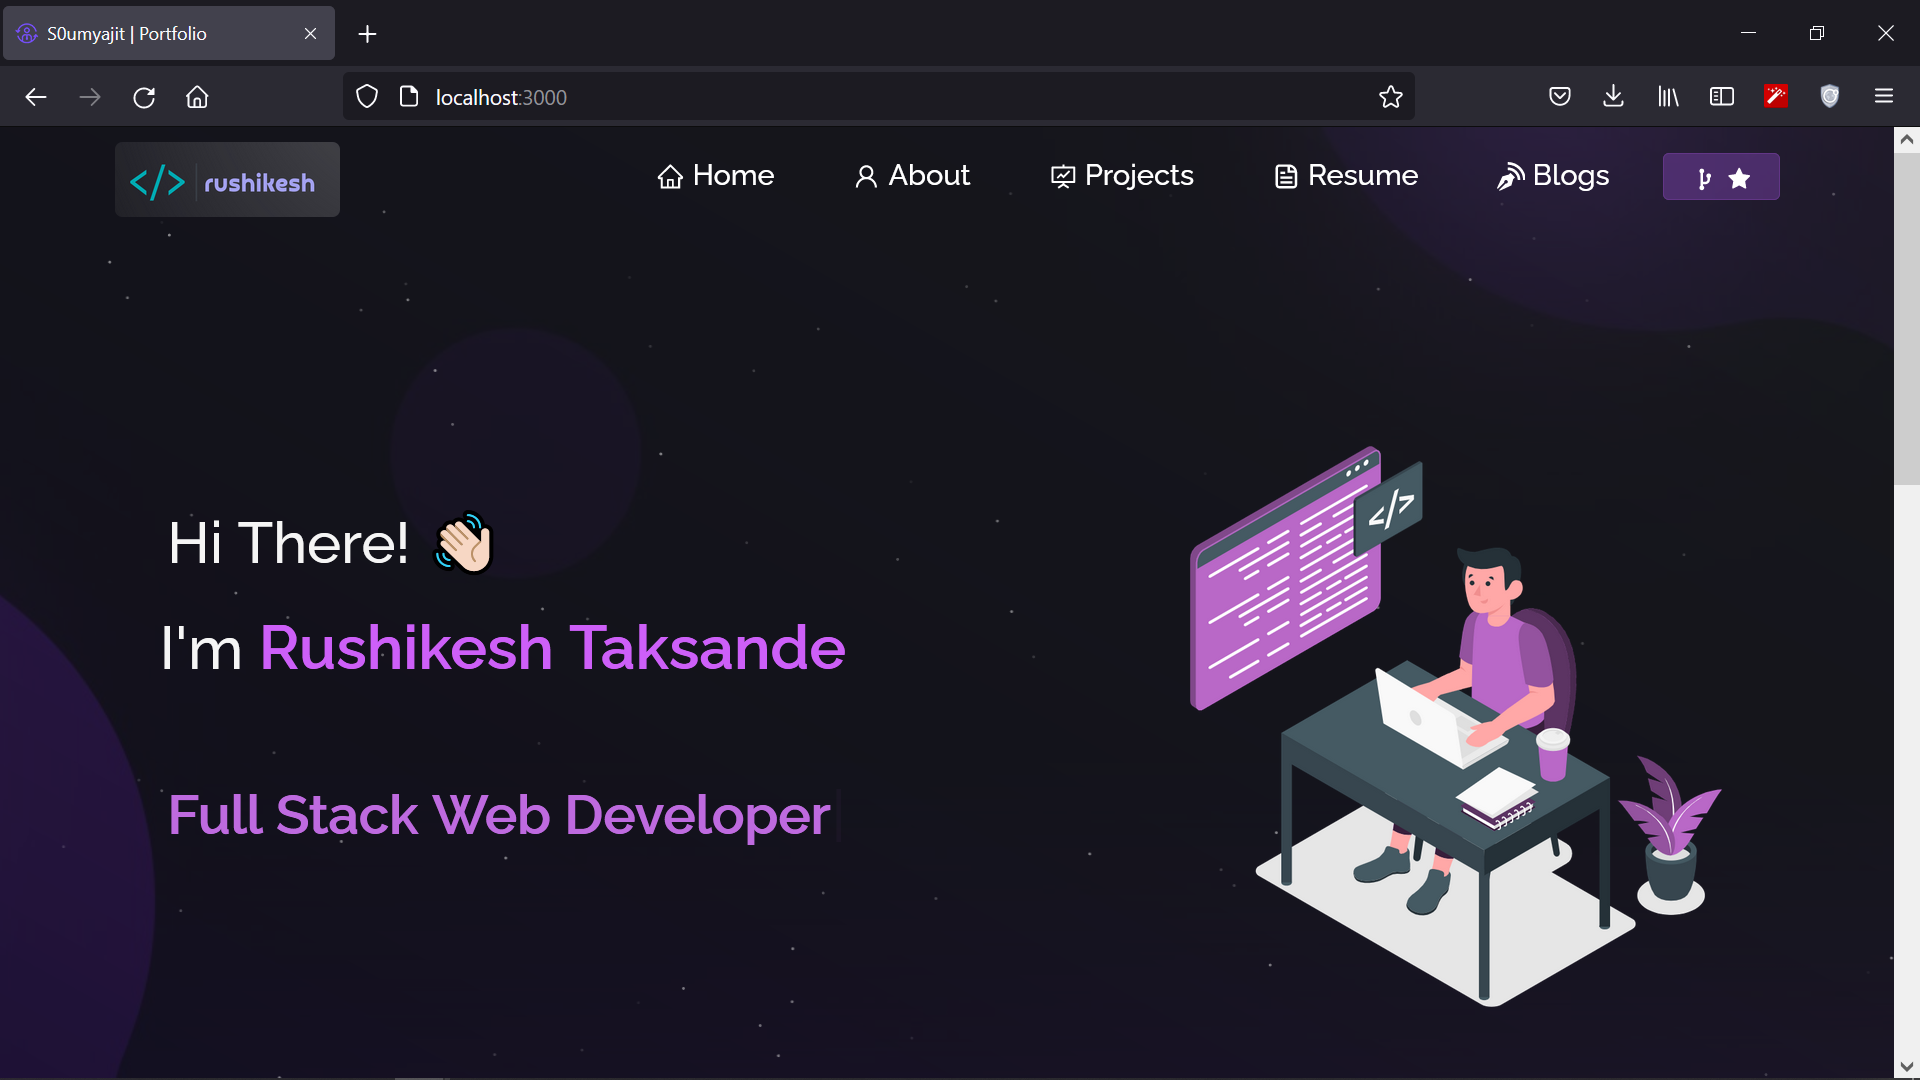 S0umyajit | Portfolio
localhost:3000
</> rushikesh
Home About Projects Resume Blogs
Hi There! 👋🏻
I'm Rushikesh Taksande
Full Stack Web Developer
</>